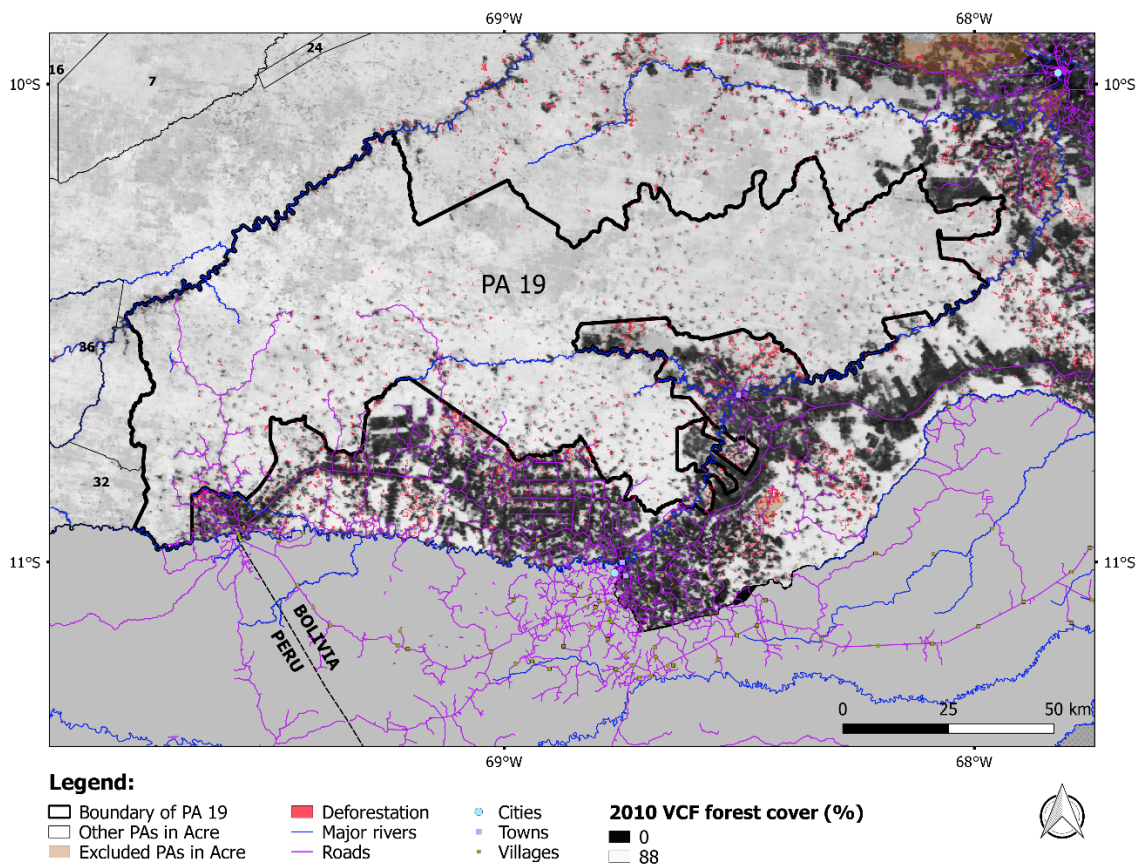 69°W 68°W
10°S 10°S
24
16
7
PA 19
36
32
11°S 11°S
BOLIVIA
PERU
0 25 50 km
69°W 68°W
Legend:
Boundary of PA 19 Deforestation Cities 2010 VCF forest cover (%)
Other PAs in Acre Major rivers Towns 0
Excluded PAs in Acre Roads Villages 88